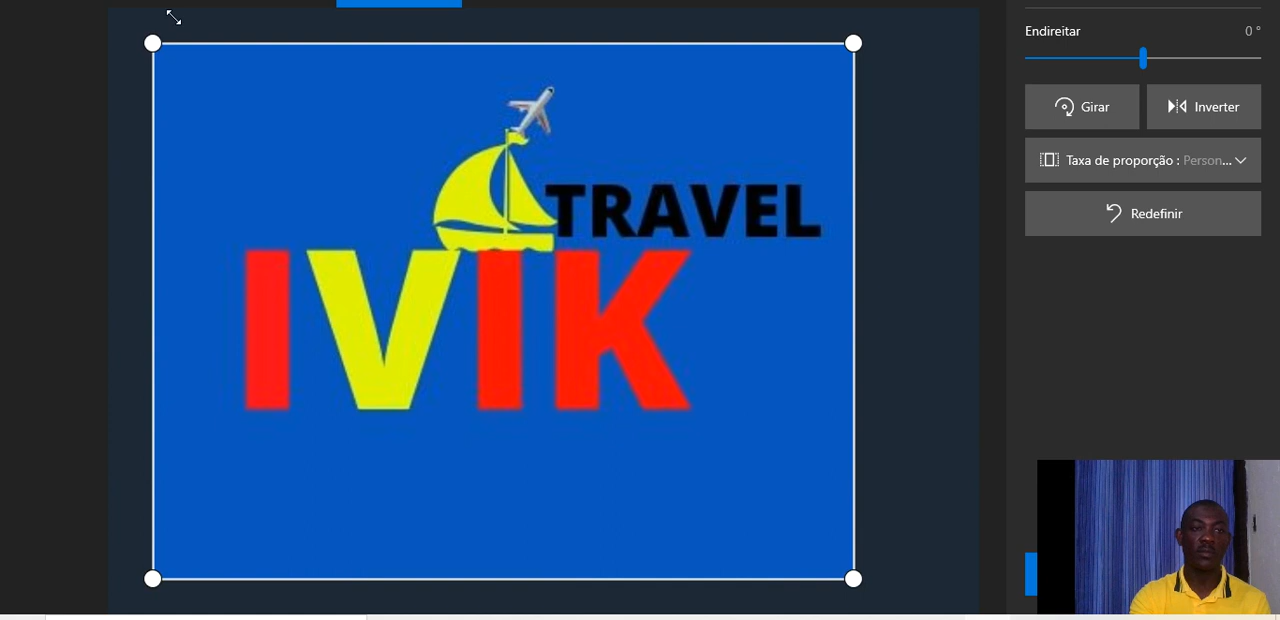 Endireitar 0 °
Girar
Inverter
Taxa de proporção : Person...
Redefinir
TRAVEL
IVIK